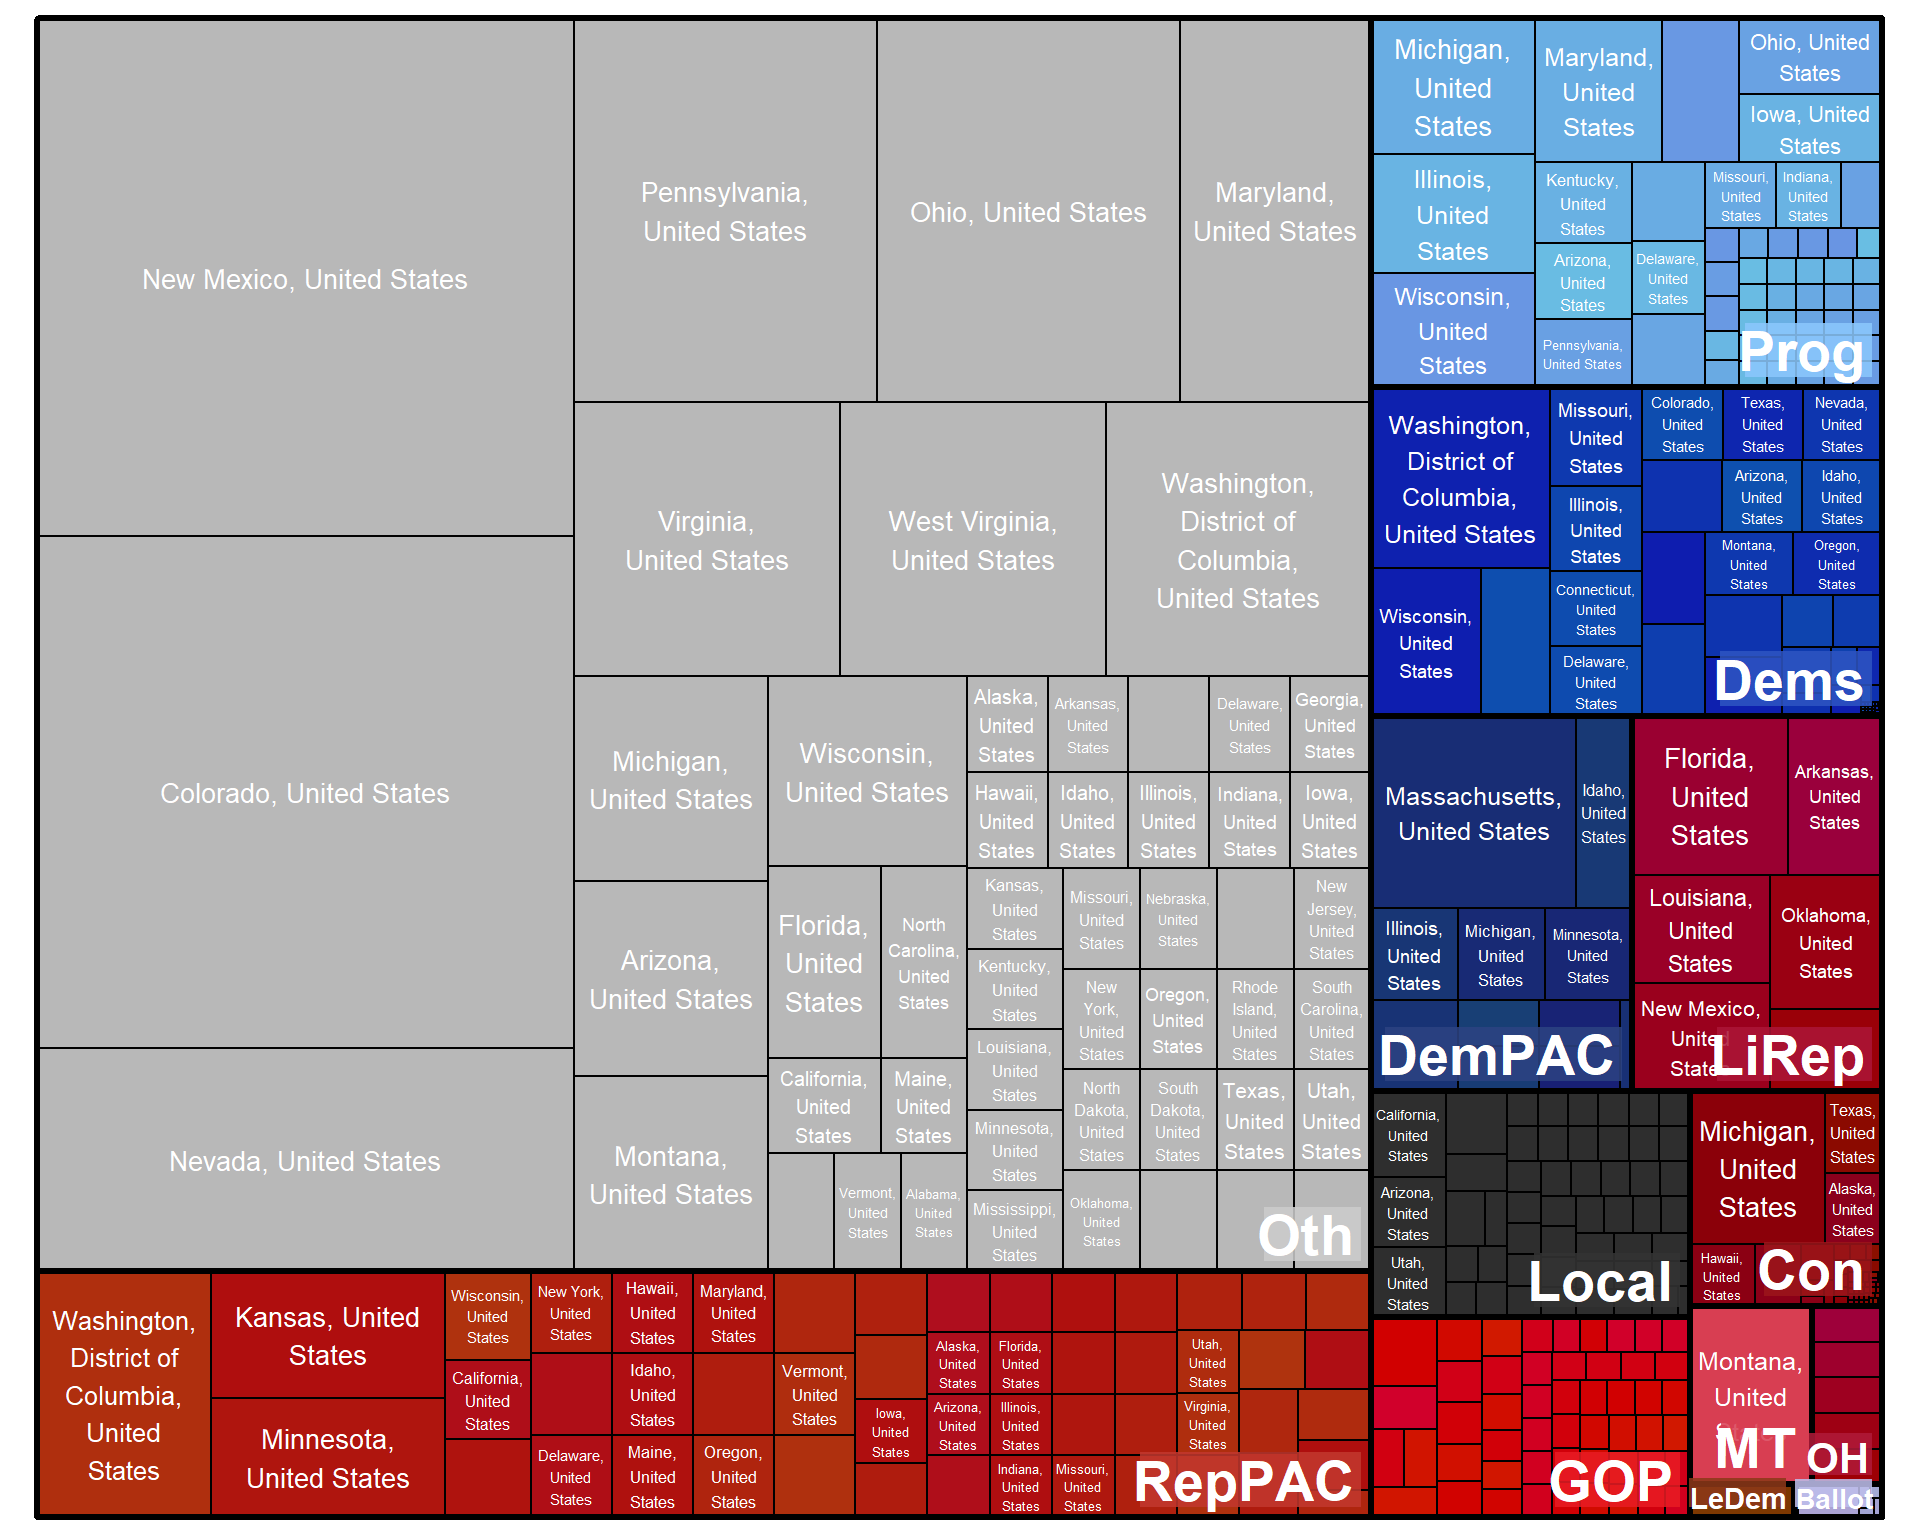 New Mexico, United States
Colorado, United States
Nevada, United States
Pennsylvania,
United States
Ohio, United States
Maryland,
United States
Virginia,
United States
West Virginia,
United States
Washington,
District of
Columbia,
United States
Michigan,
United States
Arizona,
United States
Montana,
United States
Wisconsin,
United States
Florida,
United
States
North
Carolina,
United
States
California,
United
States
Maine,
United
States
Vermont,
United
States
Alabama,
United
States
Alaska,
United
States
Arkansas,
United
States
Delaware,
United
States
Georgia,
United
States
Hawaii,
United
States
Idaho,
United
States
Illinois,
United
States
Indiana,
United
States
Iowa,
United
States
Kansas,
United
States
Kentucky,
United
States
Louisiana,
United
States
Minnesota,
United
States
Mississippi,
United
States
Missouri,
United
States
Nebraska,
United
States
New
Jersey,
United
States
New
York,
United
States
Oregon,
United
States
Rhode
Island,
United
States
South
Carolina,
United
States
North
Dakota,
United
States
South
Dakota,
United
States
Texas,
United
States
Utah,
United
States
Oklahoma,
United
States
Oth
Michigan,
United
States
Illinois,
United
States
Wisconsin,
United
States
Maryland,
United
States
Ohio, United
States
Iowa, United
States
Kentucky,
United
States
Arizona,
United
States
Pennsylvania,
United States
Delaware,
United
States
Missouri,
United
States
Indiana,
United
States
Prog
Washington,
District of
Columbia,
United States
Wisconsin,
United
States
Missouri,
United
States
Illinois,
United
States
Connecticut,
United
States
Delaware,
United
States
Colorado,
United
States
Texas,
United
States
Nevada,
United
States
Arizona,
United
States
Idaho,
United
States
Montana,
United
States
Oregon,
United
States
Dems
Massachusetts,
United States
Idaho,
United
States
Illinois,
United
States
Michigan,
United
States
Minnesota,
United
States
DemPAC
Florida,
United
States
Arkansas,
United
States
Louisiana,
United
States
Oklahoma,
United
States
New Mexico,
United
States
LiRep
California,
United
States
Arizona,
United
States
Utah,
United
States
Local
Michigan,
United
States
Texas,
United
States
Alaska,
United
States
Hawaii,
United
States
Con
Washington,
District of
Columbia,
United
States
Kansas, United
States
Minnesota,
United States
Wisconsin,
United
States
California,
United
States
New York,
United
States
Delaware,
United
States
Hawaii,
United
States
Idaho,
United
States
Maine,
United
States
Maryland,
United
States
Oregon,
United
States
Vermont,
United
States
Iowa,
United
States
Alaska,
United
States
Arizona,
United
States
Florida,
United
States
Illinois,
United
States
Indiana,
United
States
Missouri,
United
States
Utah,
United
States
Virginia,
United
States
RepPAC
GOP
Montana,
United
States
MT
OH
LeDem
Ballot